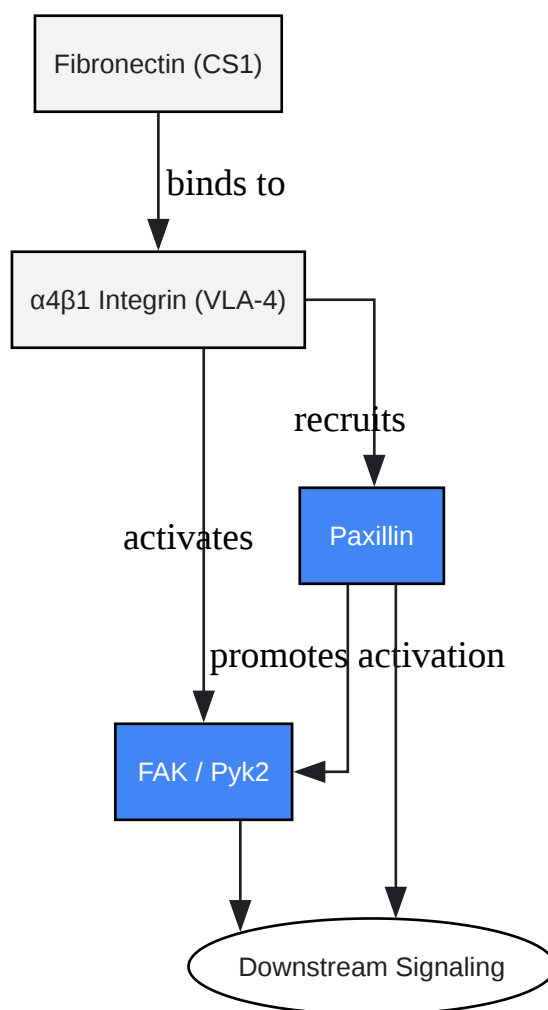 Fibronectin (CS1)
binds to
α4β1 Integrin (VLA-4)
recruits
activates
Paxillin
promotes activation
FAK / Pyk2
Downstream Signaling